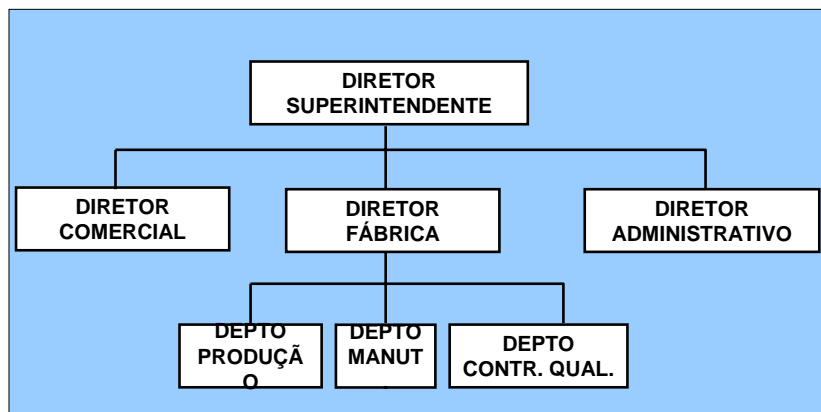 DIRETOR
SUPERINTENDENTE
DIRETOR
COMERCIAL
DIRETOR
FÁBRICA
DIRETOR
ADMINISTRATIVO
DEPTO
PRODUÇÃ
O
DEPTO
MANUT
.
DEPTO
CONTR. QUAL.